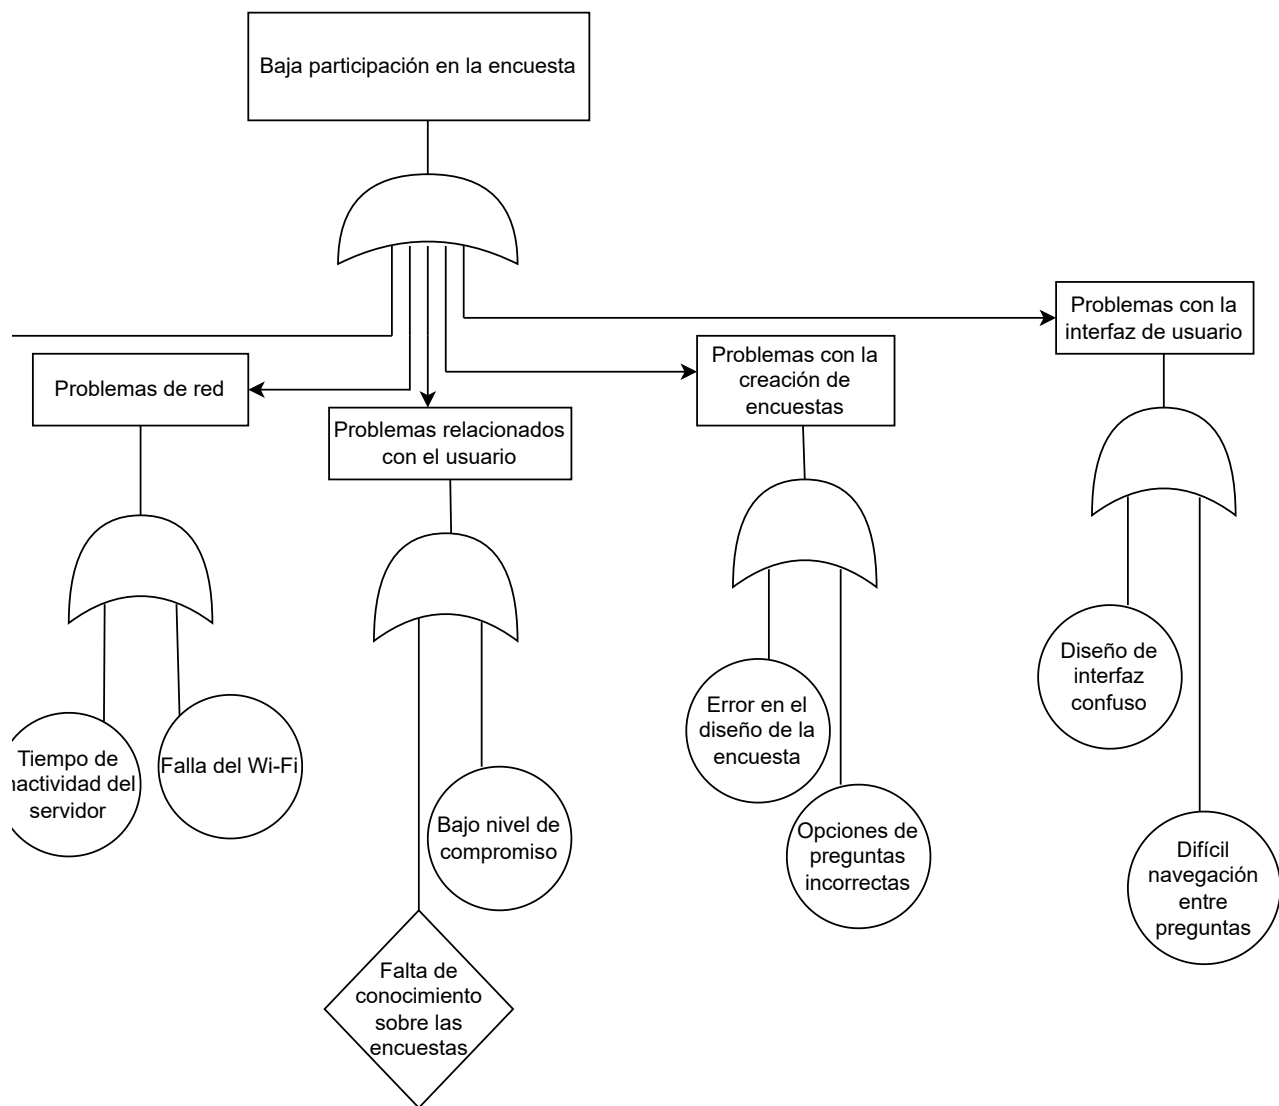 Baja participación en la encuesta
Problemas con la
interfaz de usuario
Problemas con la
creación de
encuestas
Problemas de red
Problemas relacionados
con el usuario
Diseño de
interfaz
confuso
Error en el
diseño de la
encuesta
Tiempo de
nactividad del
servidor
Falla del Wi-Fi
Bajo nivel de
compromiso
Opciones de
preguntas
incorrectas
Difícil
navegación
entre
preguntas
Falta de
conocimiento
sobre las
encuestas